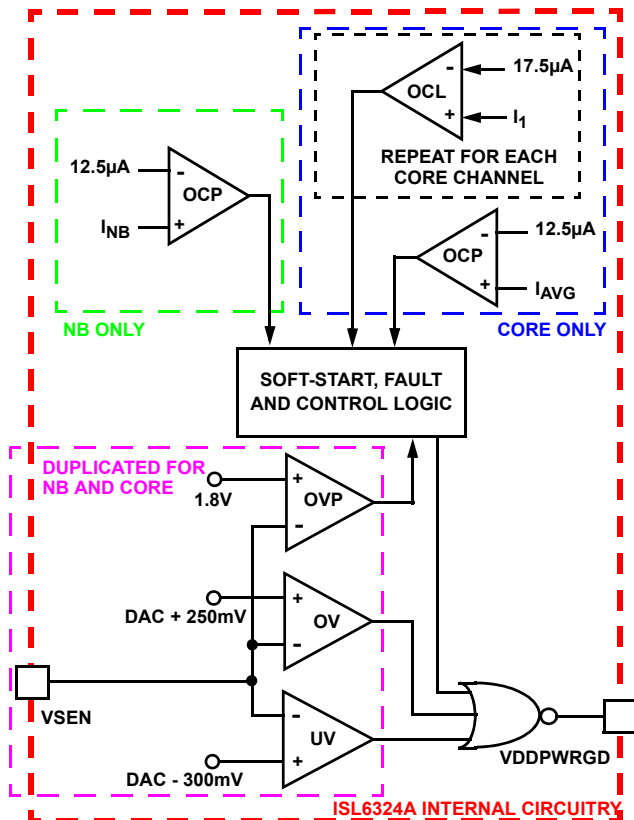 17.5µA
-
OCL
+
I1
REPEAT FOR EACH
CORE CHANNEL
12.5µA
-
OCP
INB
+
12.5µA
-
OCP
+
IAVG
NB ONLY
CORE ONLY
SOFT-START, FAULT
AND CONTROL LOGIC
DUPLICATED FOR
NB AND CORE
+
1.8V
OVP
-
+
DAC + 250mV
OV
-
VSEN
-
UV
+
DAC - 300mV
VDDPWRGD
ISL6324A INTERNAL CIRCUITRY